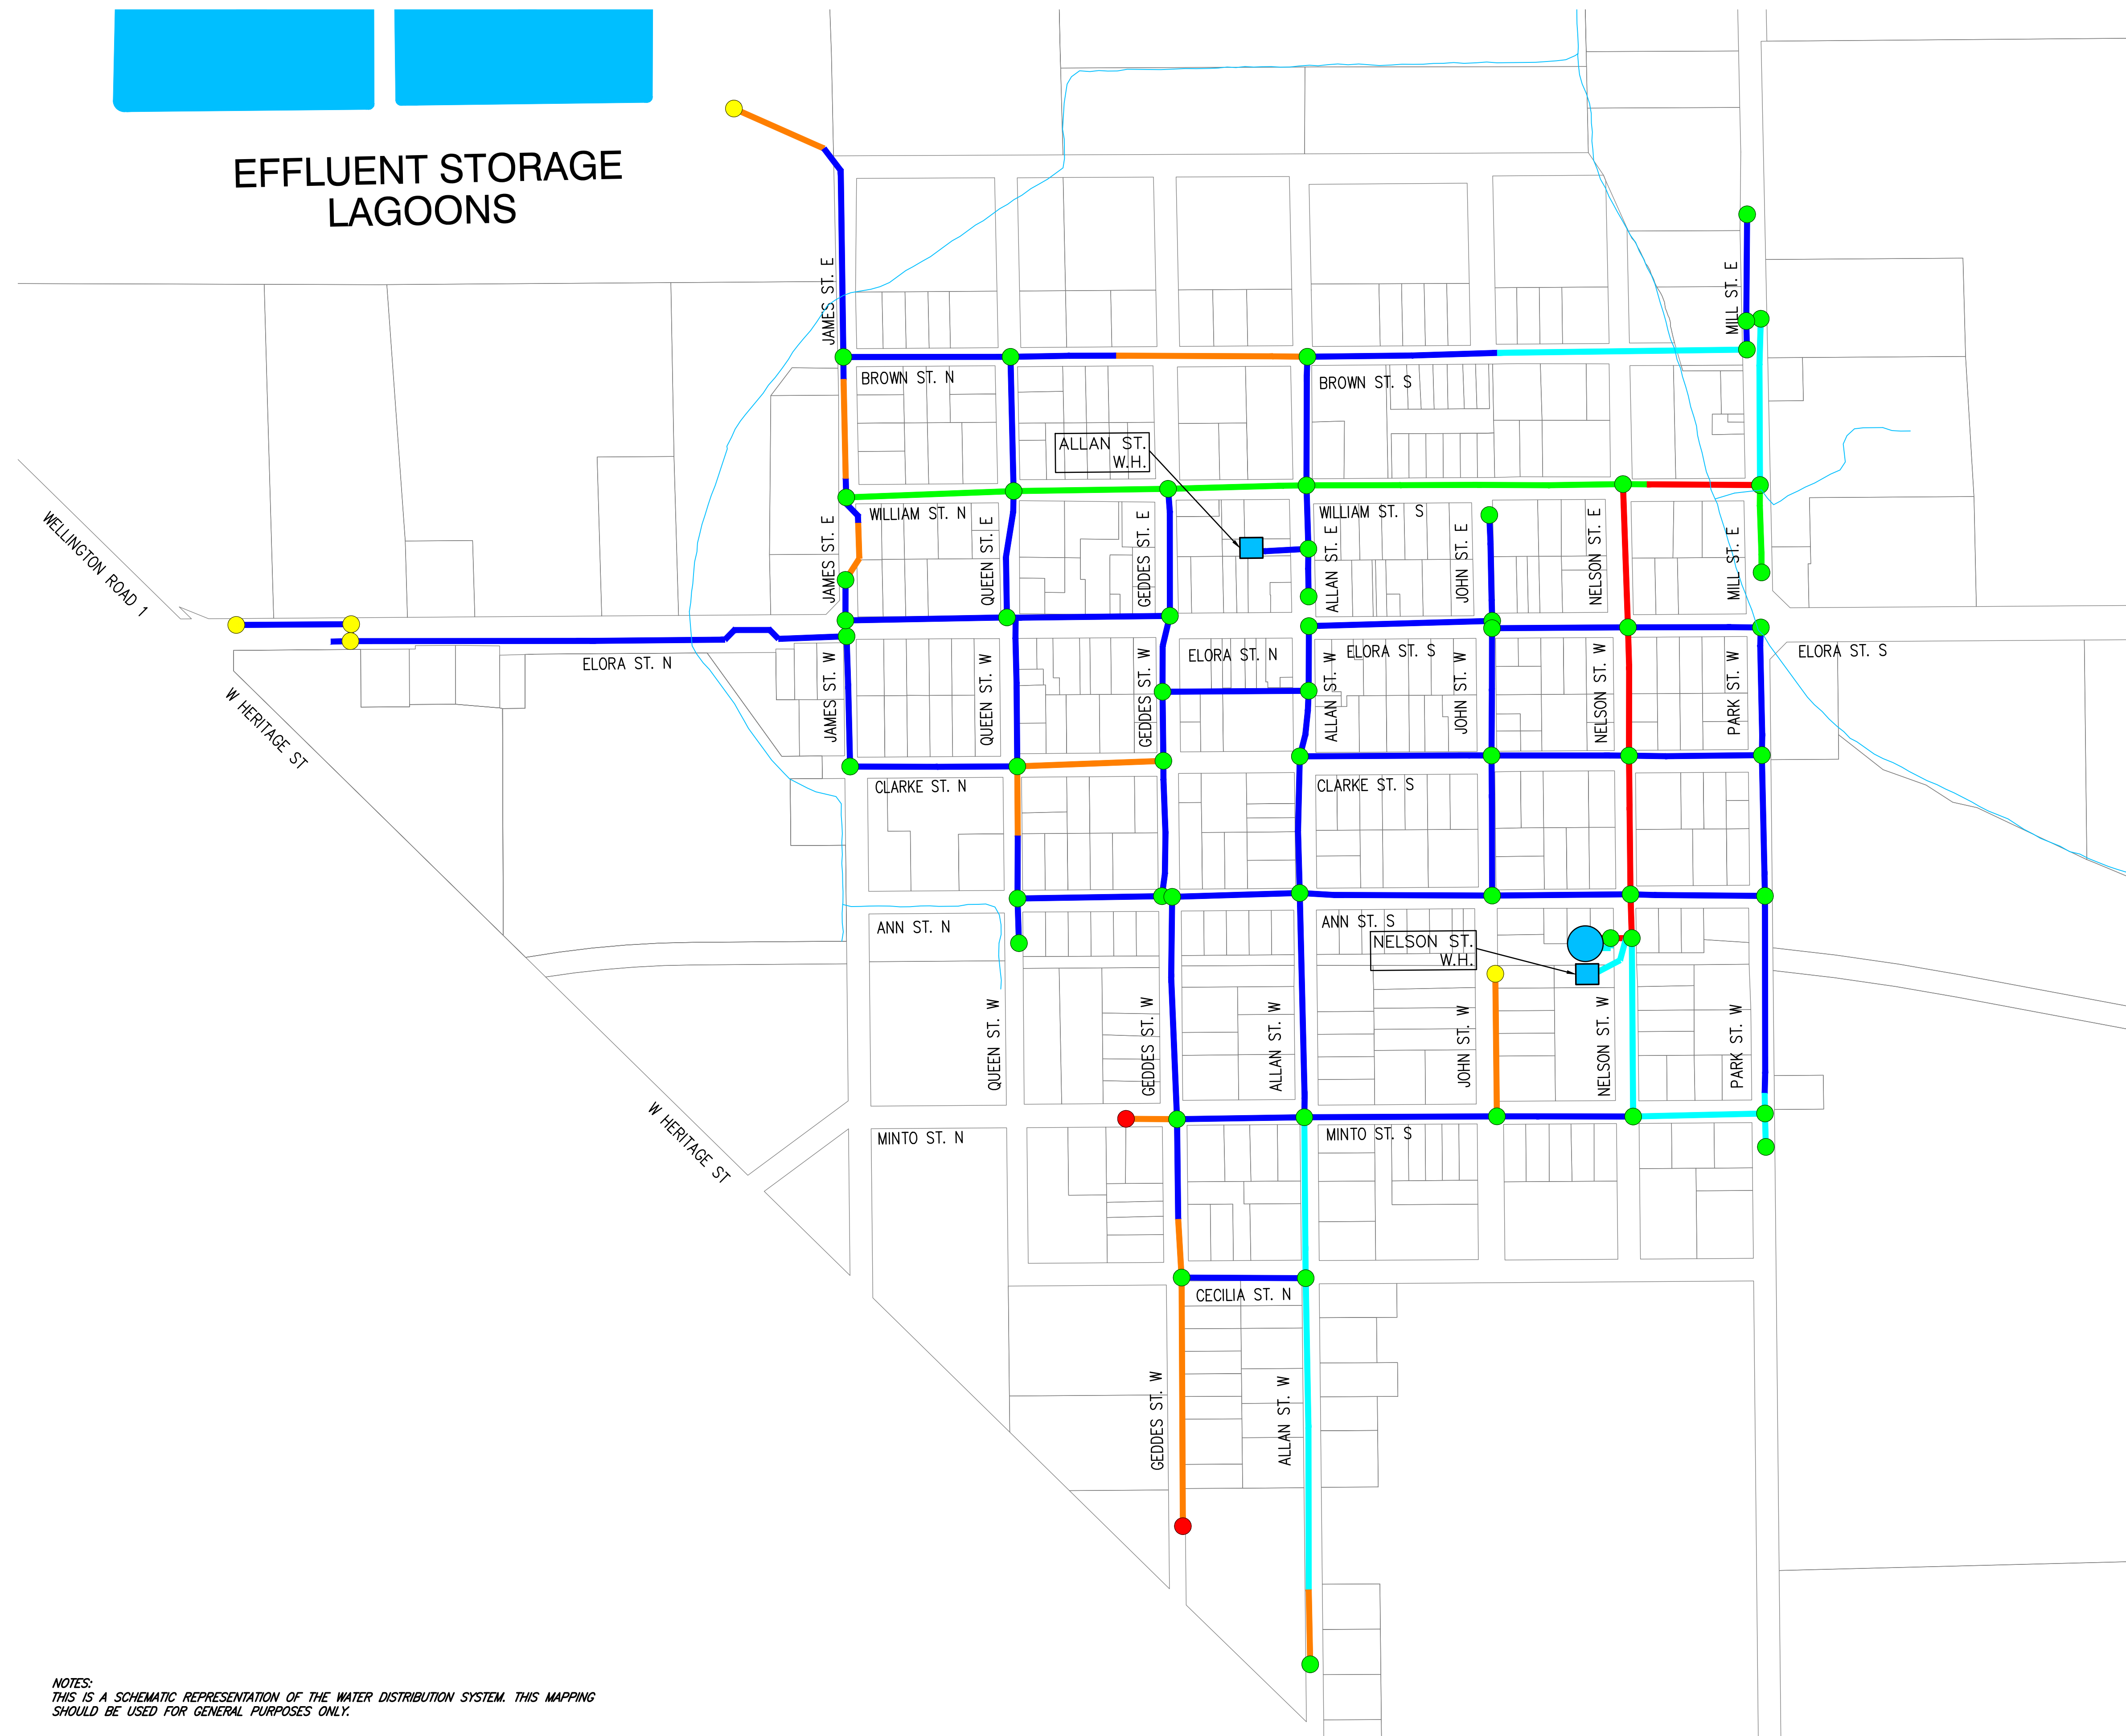 EFFLUENT STORAGE
LAGOONS
JAMES ST. E
MILL ST. E
BROWN ST. N
BROWN ST. S
ALLAN ST.
W.H.
WELLINGTON ROAD 1
WILLIAM ST. N
WILLIAM ST. S
JAMES ST. E
QUEEN ST. E
GEDDES ST. E
ALLAN ST. E
JOHN ST. E
NELSON ST. E
MILL ST. E
ELORA ST. N
ELORA ST. N
ELORA ST. S
ELORA ST. S
W HERITAGE ST
JAMES ST. W
QUEEN ST. W
GEDDES ST. W
ALLAN ST. W
JOHN ST. W
NELSON ST. W
PARK ST. W
CLARKE ST. N
CLARKE ST. S
ANN ST. N
ANN ST. S
NELSON ST.
W.H.
QUEEN ST. W
GEDDES ST. W
ALLAN ST. W
JOHN ST. W
NELSON ST. W
PARK ST. W
W HERITAGE ST
MINTO ST. N
MINTO ST. S
CECILIA ST. N
GEDDES ST. W
ALLAN ST. W
NOTES:
THIS IS A SCHEMATIC REPRESENTATION OF THE WATER DISTRIBUTION SYSTEM. THIS MAPPING
SHOULD BE USED FOR GENERAL PURPOSES ONLY.